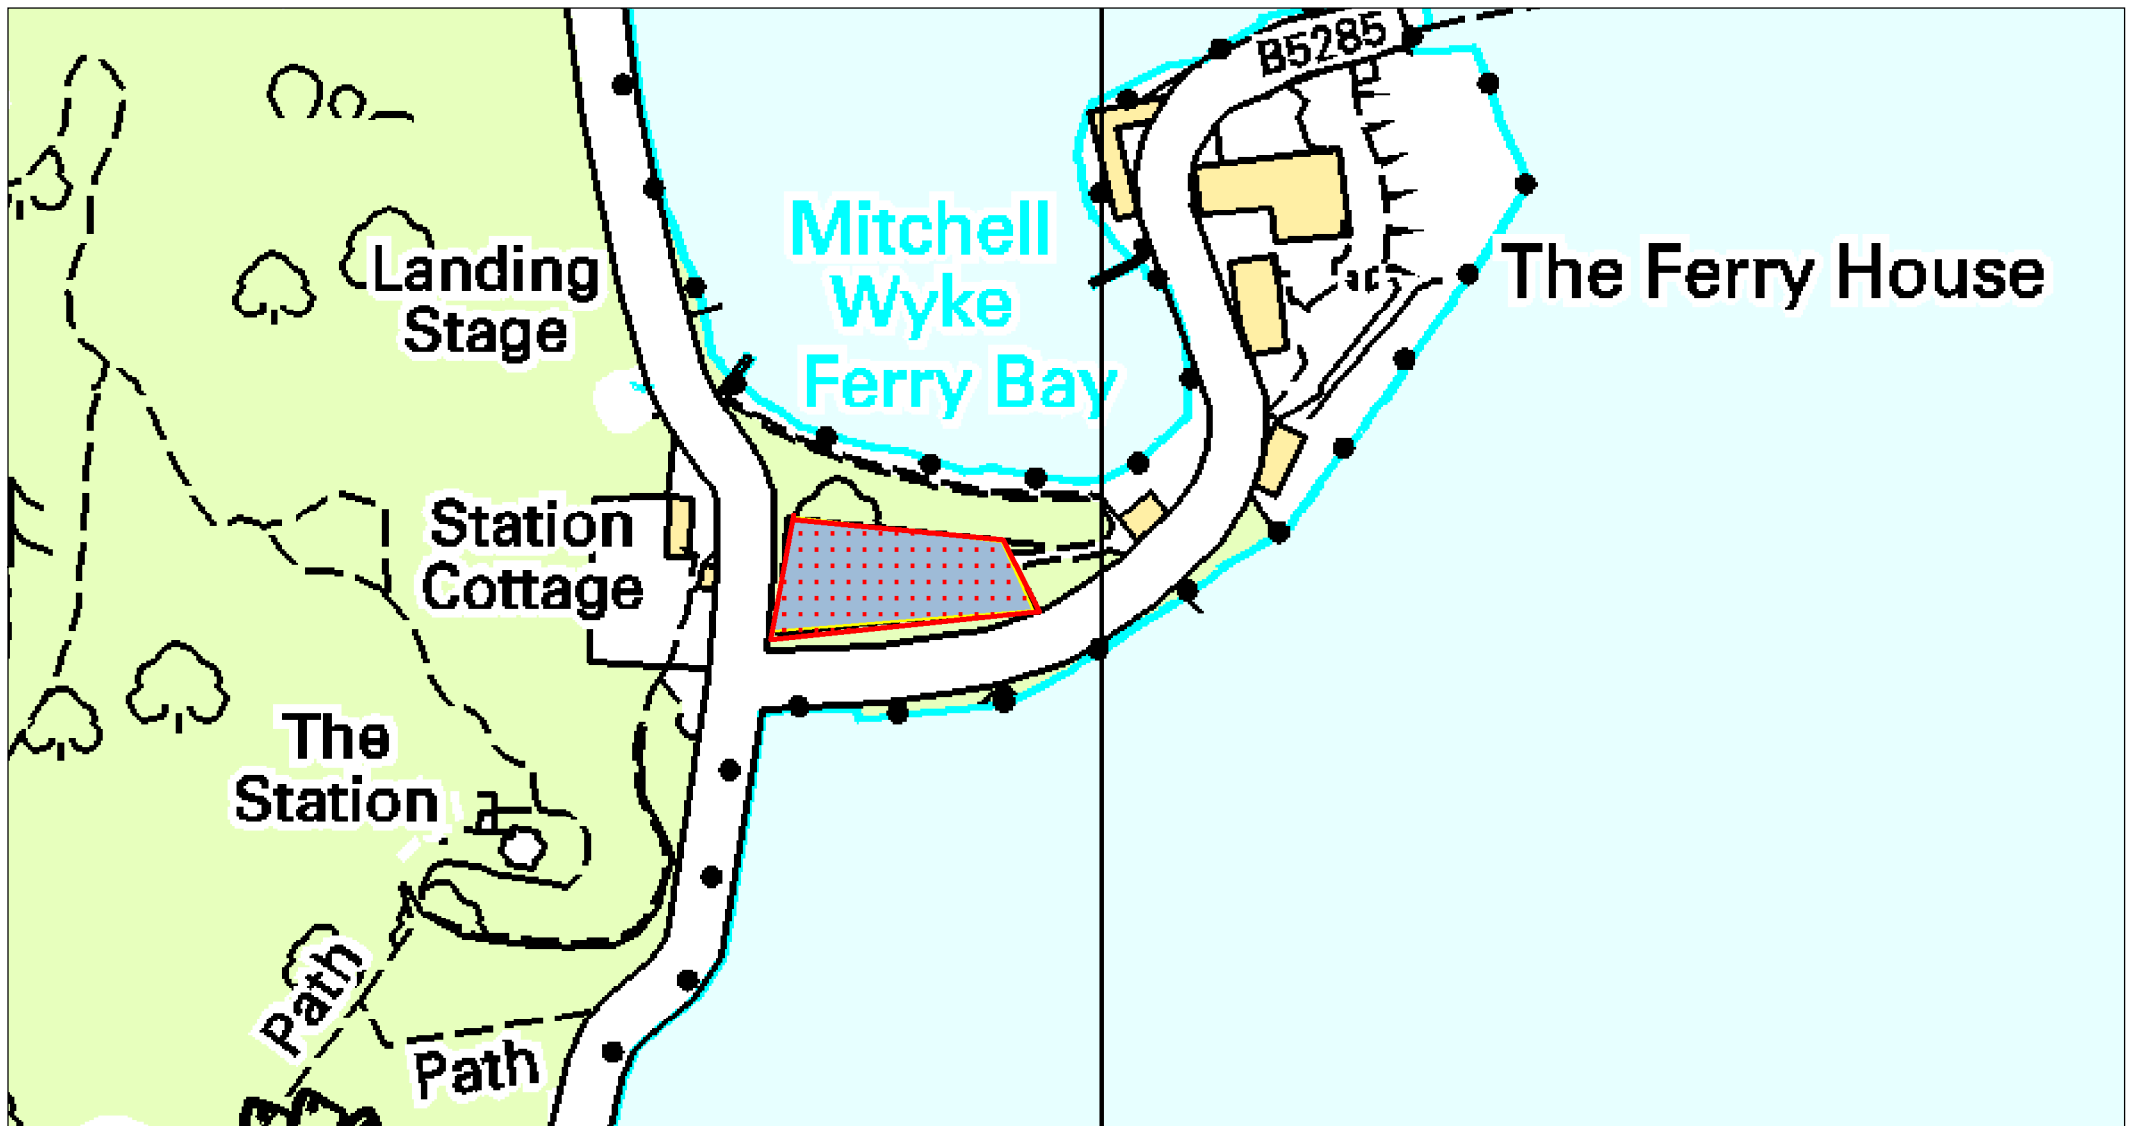 B5285
Mitchell
Wyke
Ferry Bay
Landing
Stage
The Ferry House
Station
Cottage
The
Station
Path
Path